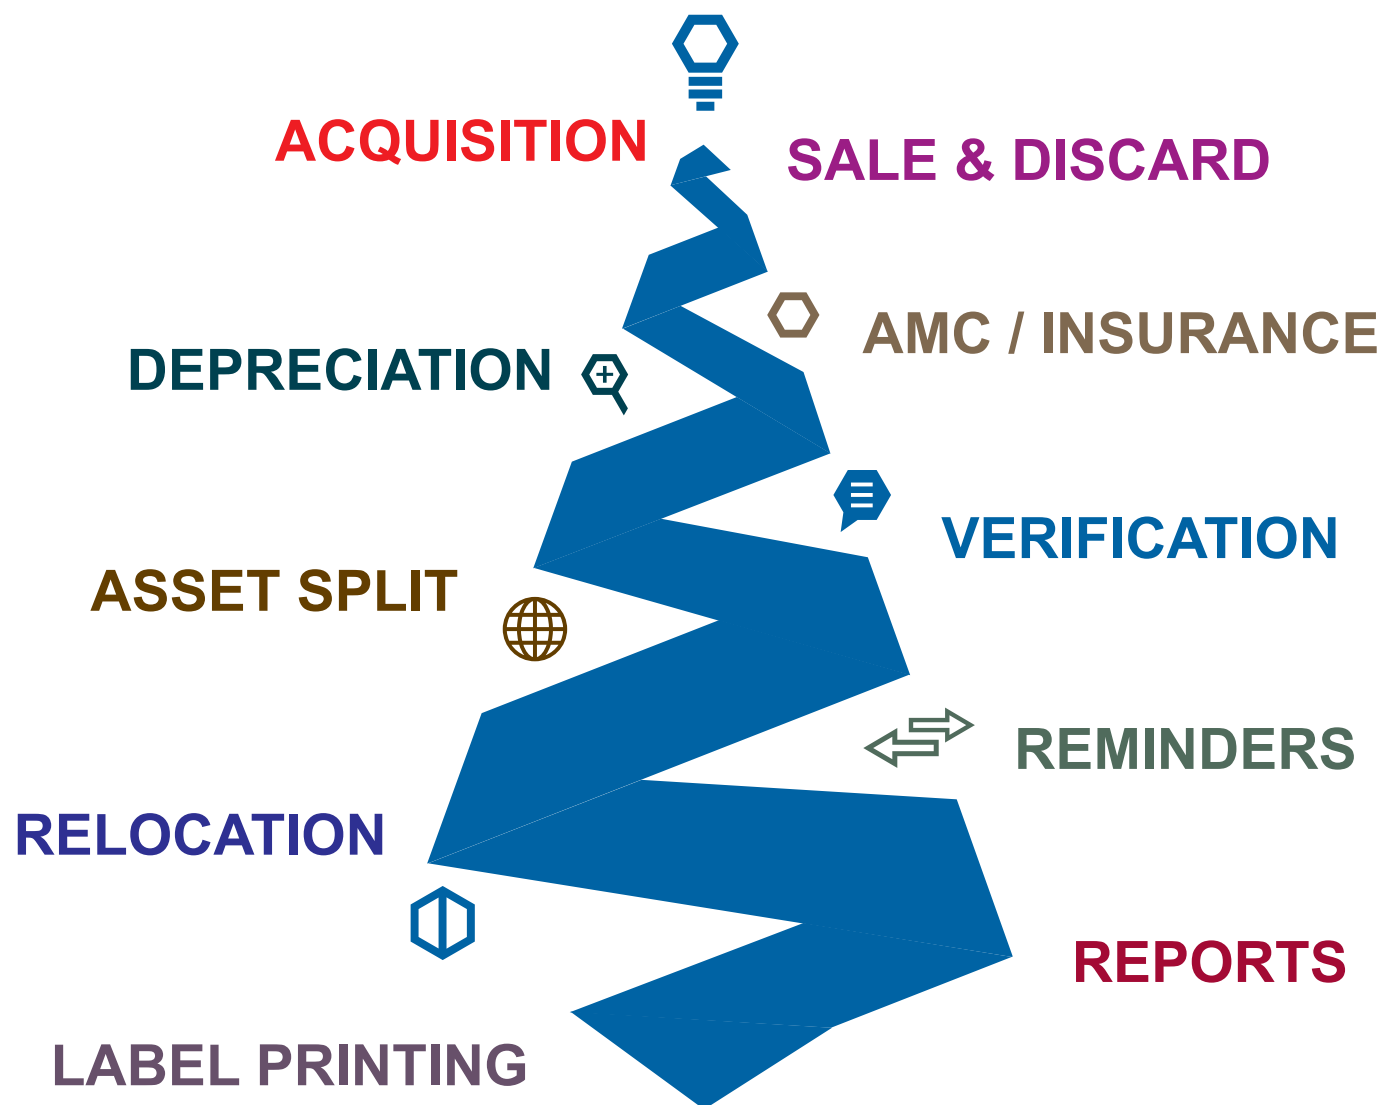 ACQUISITION
SALE & DISCARD
AMC / INSURANCE
DEPRECIATION
VERIFICATION
ASSET SPLIT
REMINDERS
RELOCATION
REPORTS
LABEL PRINTING